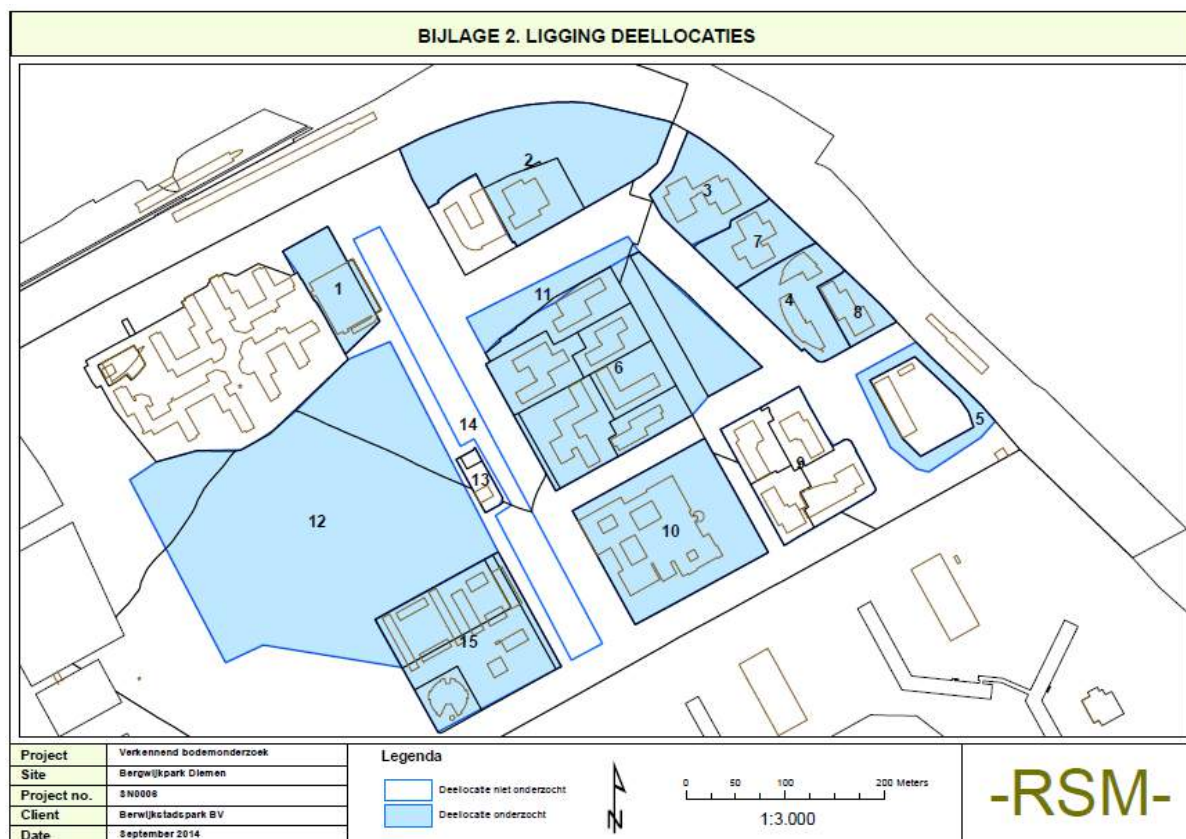 BIJLAGE 2. LIGGING DEELLOCATIES
2
3
7
1
11
4
8
6
5
14
9
13
12
10
15
Project Verkennend bodemonderzoek
Site Bergwijkpark Diemen
Project no. SN0006
Client Berwijkstadspark BV
Date September 2014
Legenda
Deellocatie niet onderzocht
Deellocatie onderzocht
N
0 50 100 200 Meters
1:3.000
-RSM-